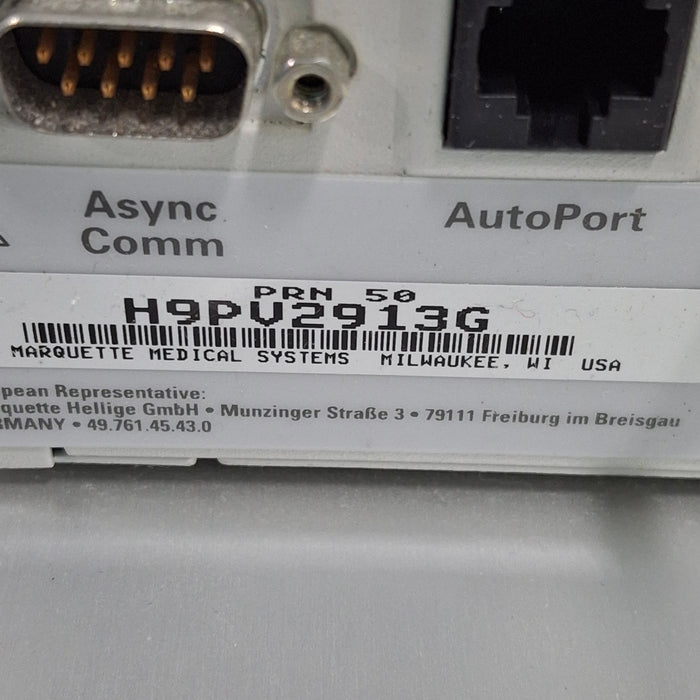 Async
Comm
AutoPort
PRN 50
H9PV2913G
MARQUETTE MEDICAL SYSTEMS MILWAUKEE, WI USA
pean Representative:
quette Hellige GmbH • Munzinger Straße 3 • 79111 Freiburg im Breisgau
RMANY • 49.761.45.43.0